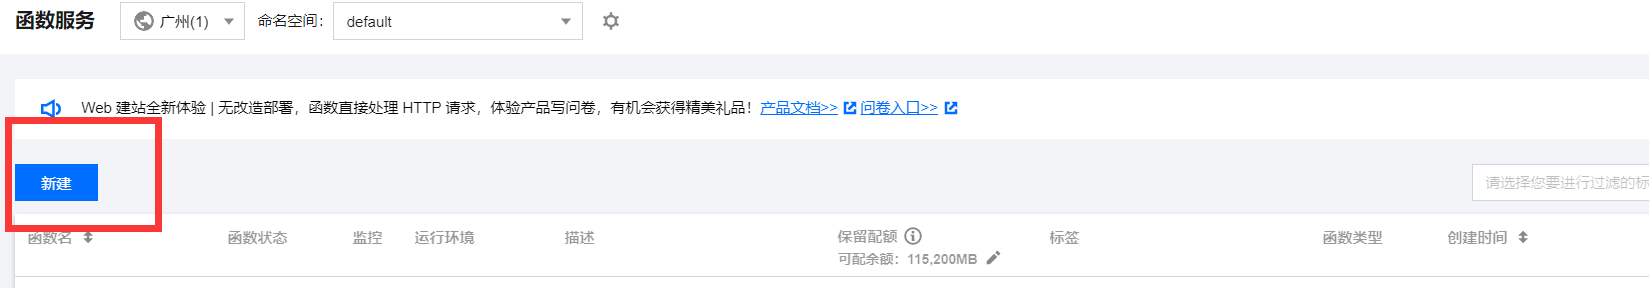 函数服务 广州(1) 命名空间： default
Web 建站全新体验 | 无改造部署，函数直接处理 HTTP 请求，体验产品写问卷，有机会获得精美礼品！ 产品文档>> 问卷入口>>
新建 请选择您要进行过滤的标
函数名 函数状态 监控 运行环境 描述 保留配额 标签 函数类型 创建时间
可配余额：115,200MB